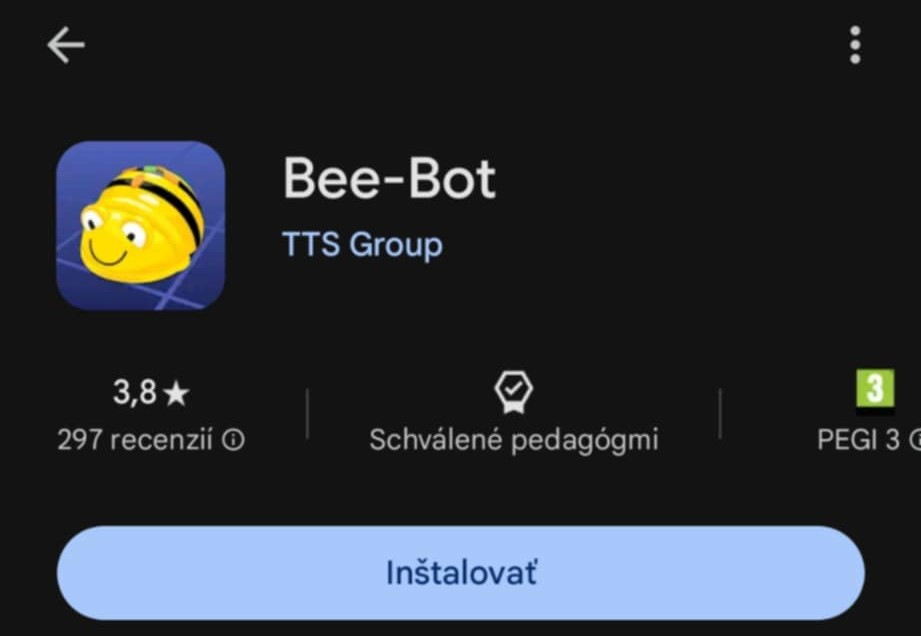 Bee-Bot
TTS Group
3,8★
297 recenzií
Schválené pedagógmi
3
PEGI 3
Inštalovať